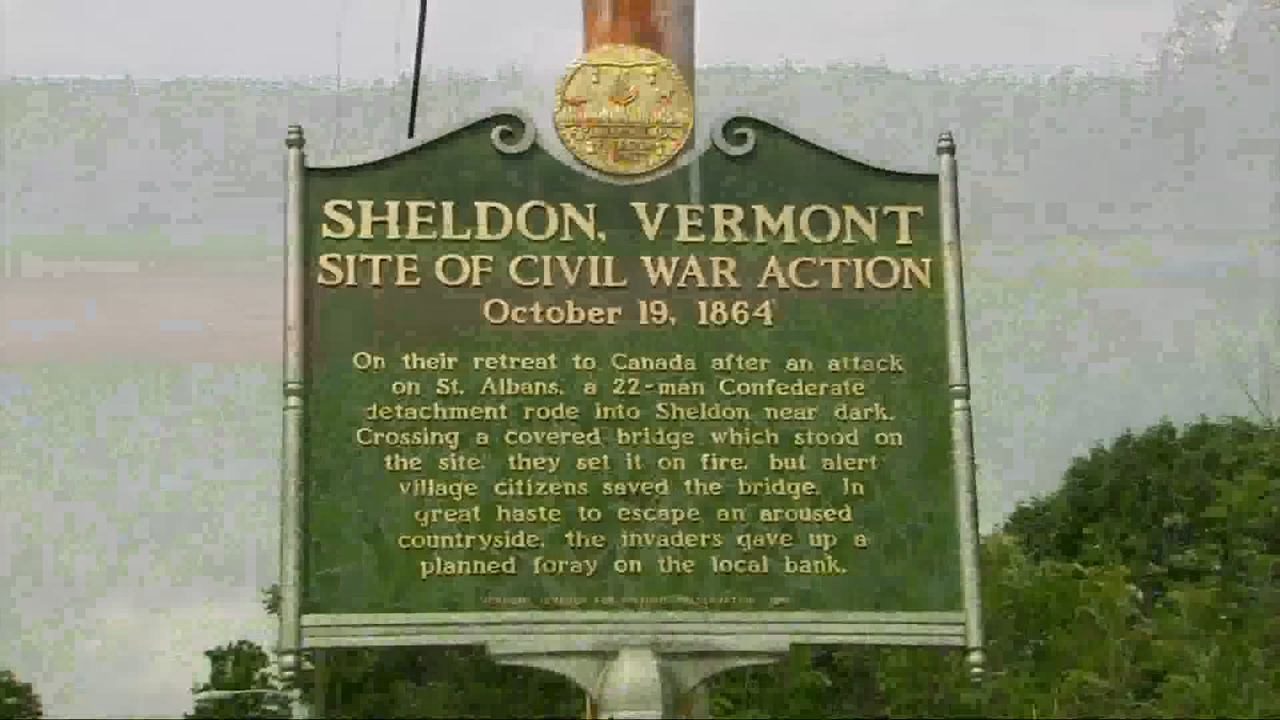 SHELDON, VERMONT
SITE OF CIVIL WAR ACTION
October 19, 1864
On their retreat to Canada after an attack
on St. Albans, a 22-man Confederate
detachment rode into Sheldon near dark.
Crossing a covered bridge which stood on
the site, they set it on fire, but alert
village citizens saved the bridge. In
great haste to escape an aroused
countryside, the invaders gave up a
planned foray on the local bank.